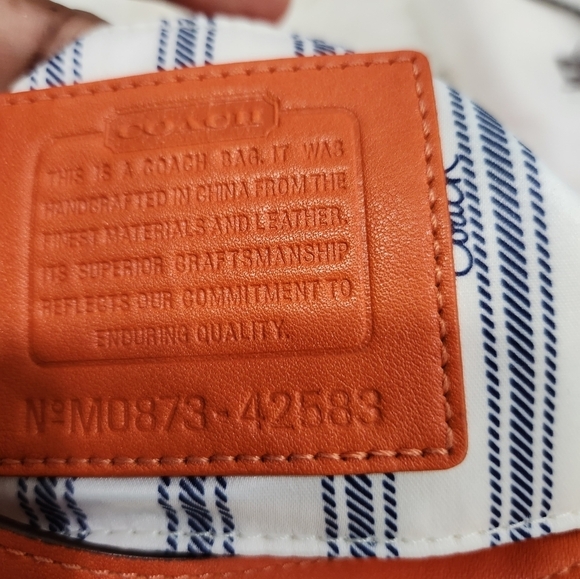 COACH
THIS IS A COACH BAG. IT WAS
HANDCRAFTED IN CHINA FROM THE
FINEST MATERIALS AND LEATHER.
ITS SUPERIOR CRAFTSMANSHIP
REFLECTS OUR COMMITMENT TO
ENDURING QUALITY.
NºM0873-42583
Coach